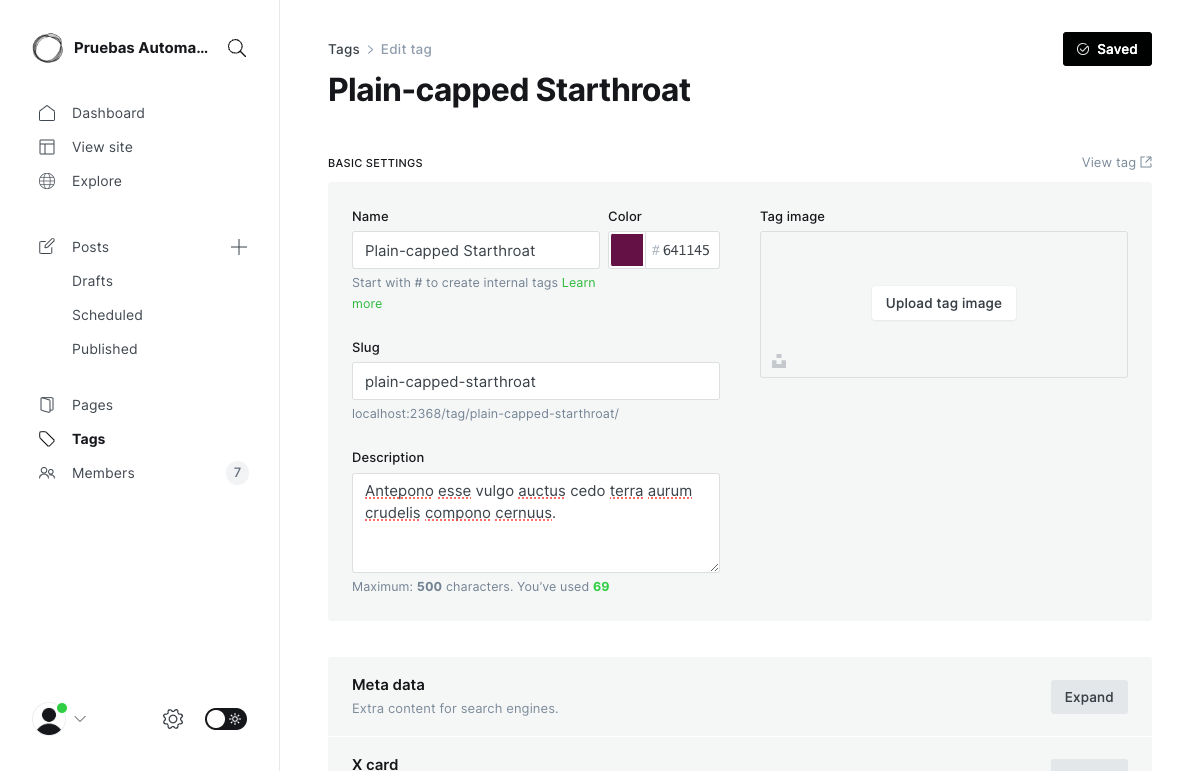 Pruebas Automa...
Dashboard
View site
Explore
Posts
Drafts
Scheduled
Published
Pages
Tags
Members 7
Tags > Edit tag
Saved
Plain-capped Starthroat
BASIC SETTINGS
View tag
Name
Plain-capped Starthroat
Start with # to create internal tags Learn
more
Color
# 641145
Slug
plain-capped-starthroat
localhost:2368/tag/plain-capped-starthroat/
Description
Antepono esse vulgo auctus cedo terra aurum
crudelis compono cernuus.
Maximum: 500 characters. You’ve used 69
Tag image
Upload tag image
Meta data
Extra content for search engines.
Expand
X card